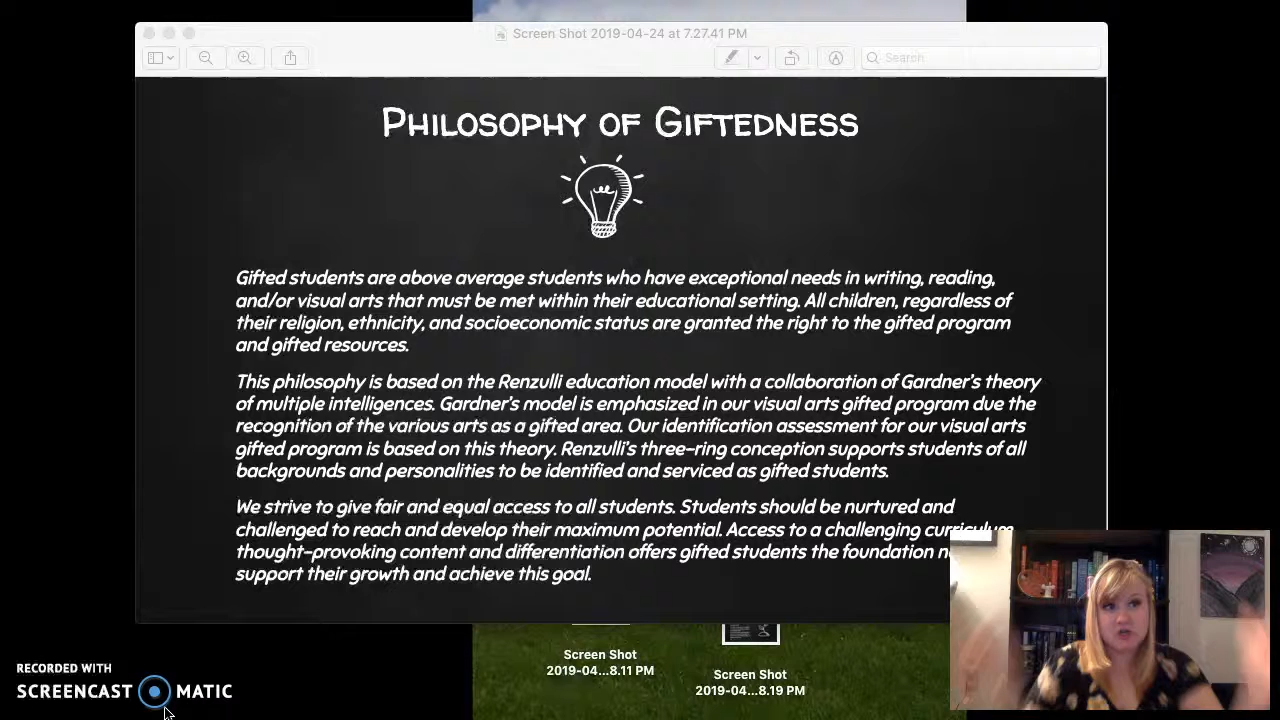 Screen Shot 2019-04-24 at 7.27.41 PM
Search
Philosophy of Giftedness
Gifted students are above average students who have exceptional needs in writing, reading,
and/or visual arts that must be met within their educational setting. All children, regardless of
their religion, ethnicity, and socioeconomic status are granted the right to the gifted program
and gifted resources.
This philosophy is based on the Renzulli education model with a collaboration of Gardner's theory
of multiple intelligences. Gardner's model is emphasized in our visual arts gifted program due the
recognition of the various arts as a gifted area. Our identification assessment for our visual arts
gifted program is based on this theory. Renzulli's three-ring conception supports students of all
backgrounds and personalities to be identified and serviced as gifted students.
We strive to give fair and equal access to all students. Students should be nurtured and
challenged to reach and develop their maximum potential. Access to a challenging curriculum
thought-provoking content and differentiation offers gifted students the foundation
support their growth and achieve this goal.
Screen Shot
2019-04...8.11 PM
Screen Shot
2019-04...8.19 PM
RECORDED WITH
SCREENCAST MATIC